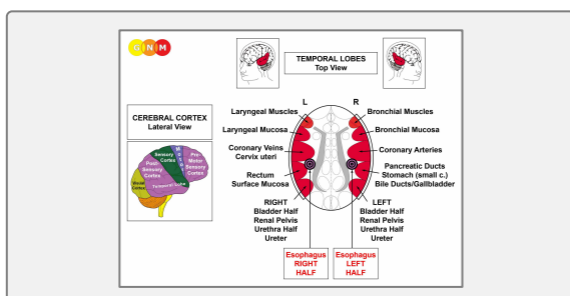 G N M
TEMPORAL LOBES
Top View
L
R
CEREBRAL CORTEX
Lateral View
Sensory
Cortex
Pre
Motor
Sensory
Cortex
Post
Sensory
Cortex
Temporal Lobe
Visual
Cortex
Laryngeal Muscles
Laryngeal Mucosa
Coronary Veins
Cervix uteri
Rectum
Surface Mucosa
RIGHT
Bladder Half
Renal Pelvis
Urethra Half
Ureter
Bronchial Muscles
Bronchial Mucosa
Coronary Arteries
Pancreatic Ducts
Stomach (small c.)
Bile Ducts/Gallbladder
LEFT
Bladder Half
Renal Pelvis
Urethra Half
Ureter
Esophagus
RIGHT
HALF
Esophagus
LEFT
HALF